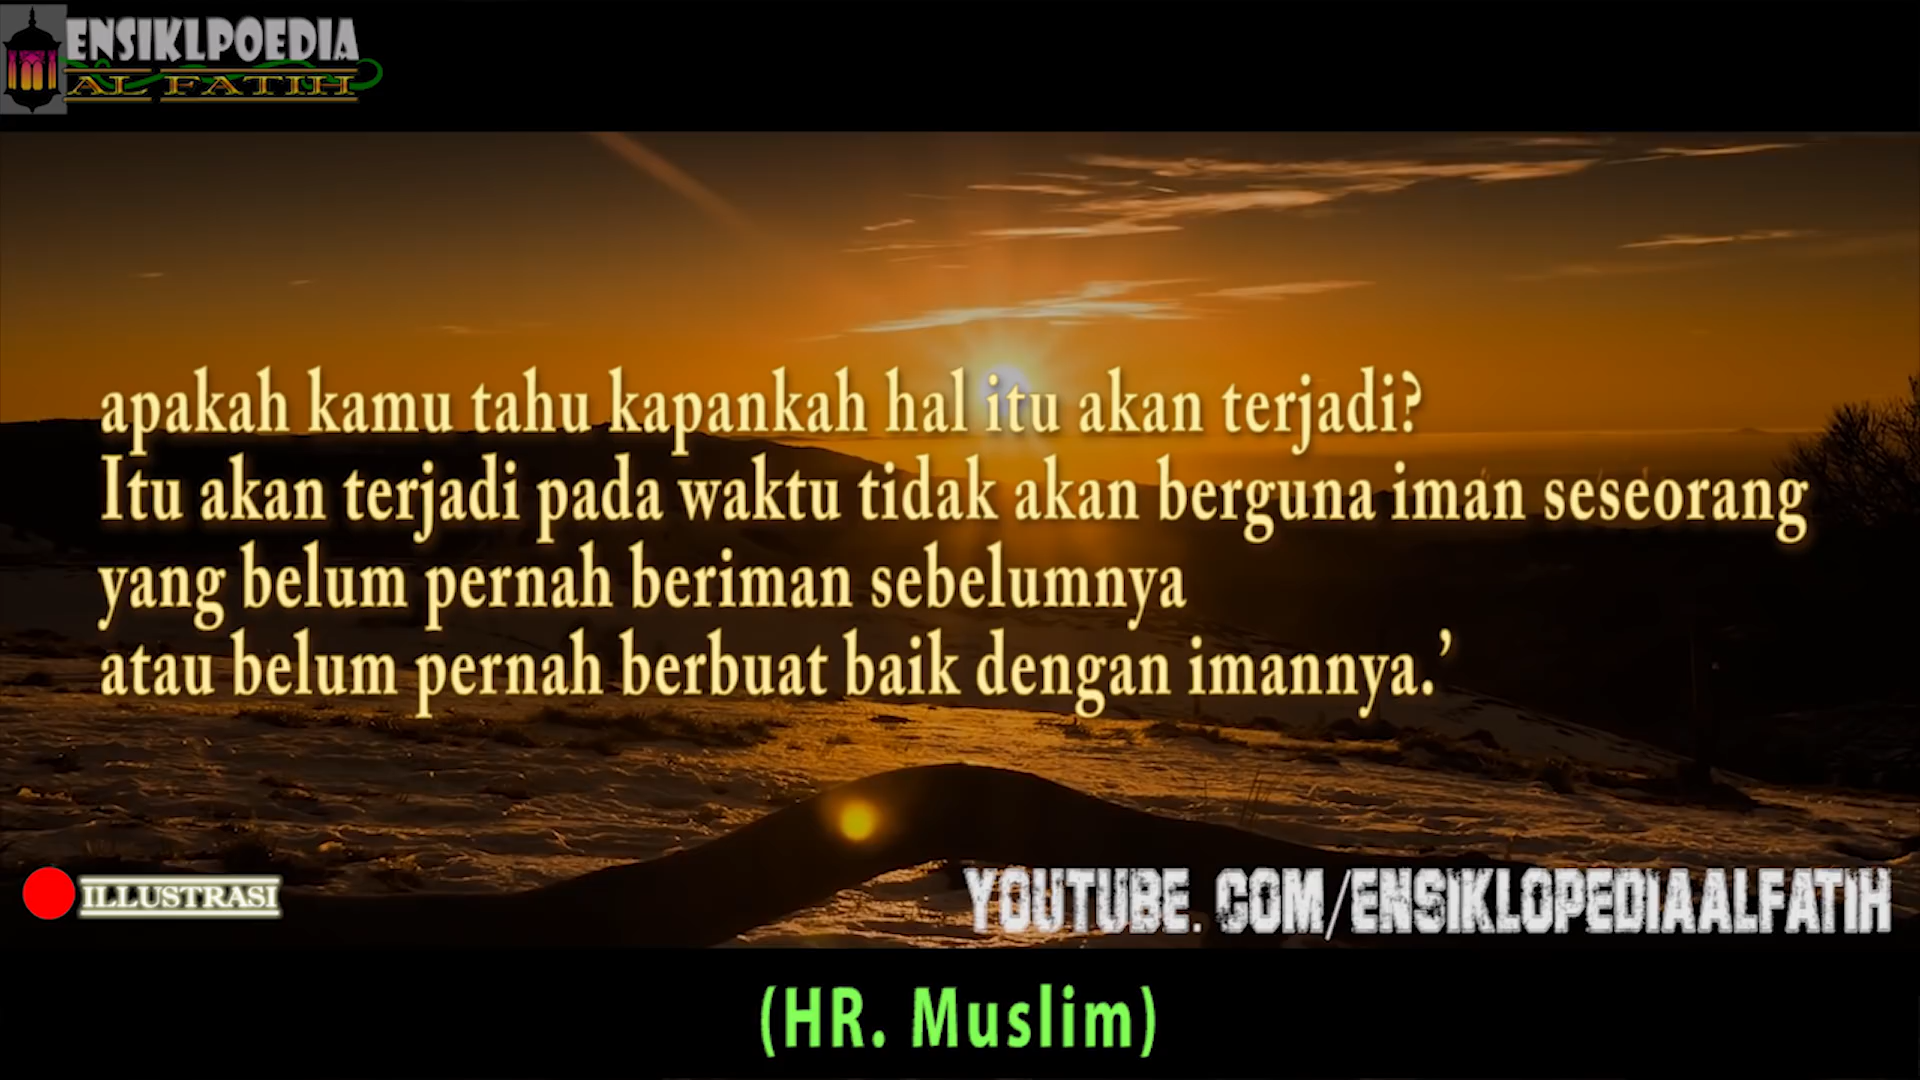 ENSIKLPOEDIA
AL FATIH
apakah kamu tahu kapankah hal itu akan terjadi?
Itu akan terjadi pada waktu tidak akan berguna iman seseorang
yang belum pernah beriman sebelumnya
atau belum pernah berbuat baik dengan imannya.’
ILLUSTRASI
YOUTUBE. COM/ENSIKLOPEDIAALFATIH
(HR. Muslim)